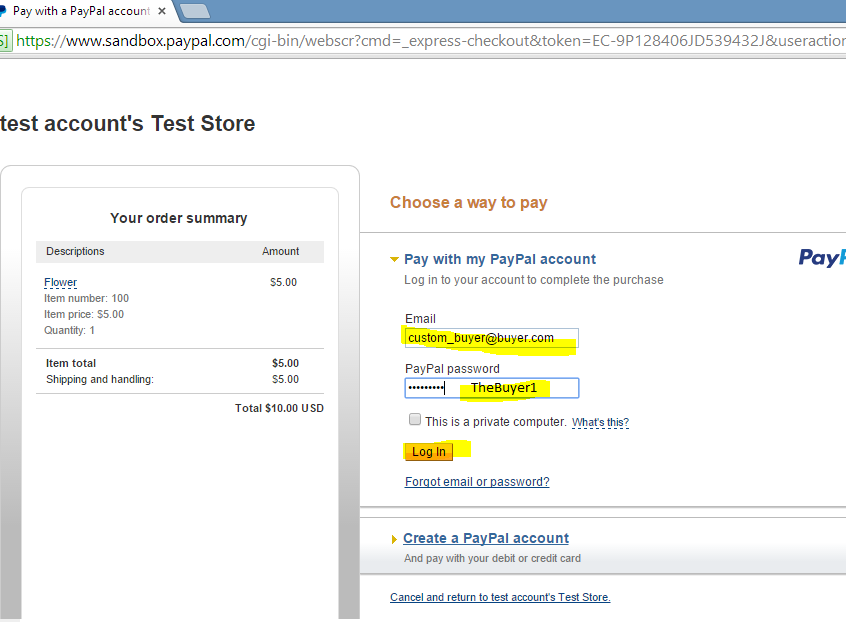 Pay with a PayPal account
https://www.sandbox.paypal.com/cgi-bin/webscr?cmd=_express-checkout&token=EC-9P128406JD539432J&useraction
test account's Test Store
Your order summary
Descriptions Amount
Flower $5.00
Item number: 100
Item price: $5.00
Quantity: 1
Item total $5.00
Shipping and handling: $5.00
Total $10.00 USD
Choose a way to pay
Pay with my PayPal account
PayP
Log in to your account to complete the purchase
Email
custom_buyer@buyer.com
PayPal password
••••••••• TheBuyer1
This is a private computer. What's this?
Log In
Forgot email or password?
Create a PayPal account
And pay with your debit or credit card
Cancel and return to test account's Test Store.